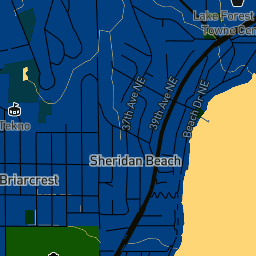 Lake Forest
Towne Cen
37th Ave NE
39th Ave NE
Beach Dr NE
Tekno
Sheridan Beach
Briarcrest